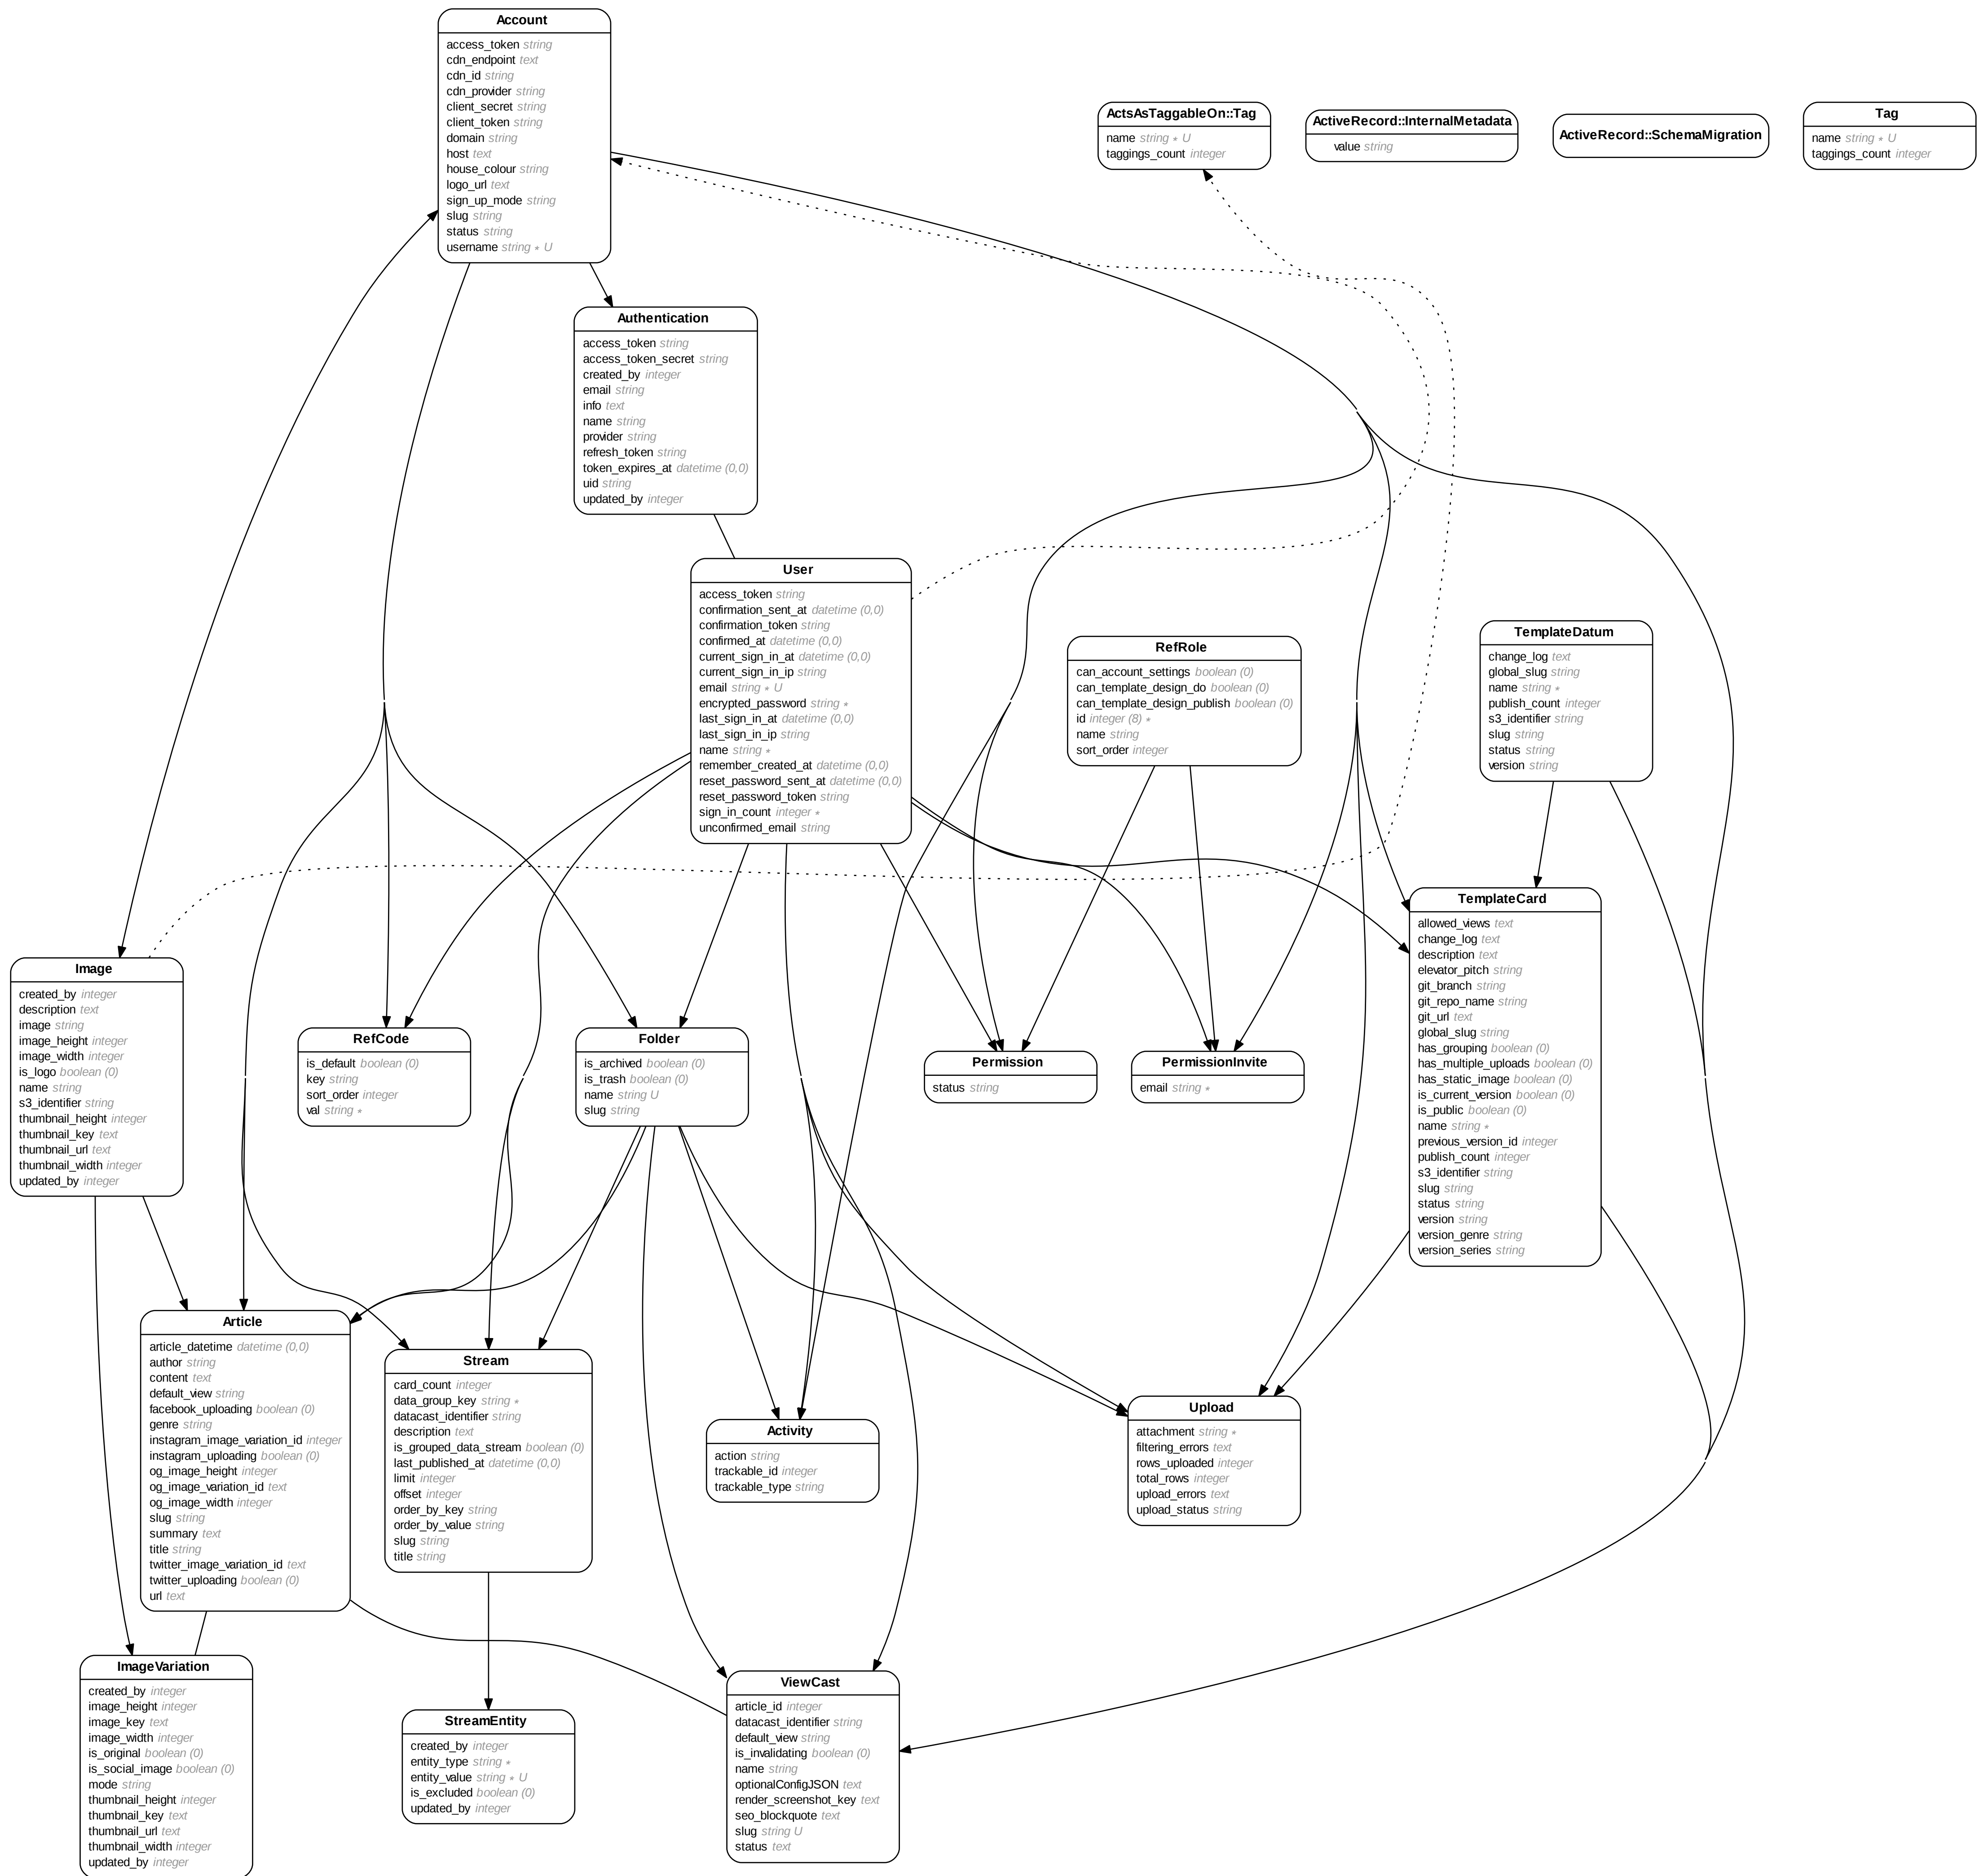 Account
access_token string
cdn_endpoint text
cdn_id string
cdn_provider string
client_secret string
client_token string
domain string
host text
house_colour string
logo_url text
sign_up_mode string
slug string
status string
username string ∗ U
ActsAsTaggableOn::Tag
name string ∗ U
taggings_count integer
ActiveRecord::InternalMetadata
value string
ActiveRecord::SchemaMigration
Tag
name string ∗ U
taggings_count integer
Authentication
access_token string
access_token_secret string
created_by integer
email string
info text
name string
provider string
refresh_token string
token_expires_at datetime (0,0)
uid string
updated_by integer
User
access_token string
confirmation_sent_at datetime (0,0)
confirmation_token string
confirmed_at datetime (0,0)
current_sign_in_at datetime (0,0)
current_sign_in_ip string
email string ∗ U
encrypted_password string ∗
last_sign_in_at datetime (0,0)
last_sign_in_ip string
name string ∗
remember_created_at datetime (0,0)
reset_password_sent_at datetime (0,0)
reset_password_token string
sign_in_count integer ∗
unconfirmed_email string
RefRole
can_account_settings boolean (0)
can_template_design_do boolean (0)
can_template_design_publish boolean (0)
id integer (8) ∗
name string
sort_order integer
TemplateDatum
change_log text
global_slug string
name string ∗
publish_count integer
s3_identifier string
slug string
status string
version string
TemplateCard
allowed_views text
change_log text
description text
elevator_pitch string
git_branch string
git_repo_name string
git_url text
global_slug string
has_grouping boolean (0)
has_multiple_uploads boolean (0)
has_static_image boolean (0)
is_current_version boolean (0)
is_public boolean (0)
name string ∗
previous_version_id integer
publish_count integer
s3_identifier string
slug string
status string
version string
version_genre string
version_series string
Image
created_by integer
description text
image string
image_height integer
image_width integer
is_logo boolean (0)
name string
s3_identifier string
thumbnail_height integer
thumbnail_key text
thumbnail_url text
thumbnail_width integer
updated_by integer
RefCode
is_default boolean (0)
key string
sort_order integer
val string ∗
Folder
is_archived boolean (0)
is_trash boolean (0)
name string U
slug string
Permission
status string
PermissionInvite
email string ∗
Article
article_datetime datetime (0,0)
author string
content text
default_view string
facebook_uploading boolean (0)
genre string
instagram_image_variation_id integer
instagram_uploading boolean (0)
og_image_height integer
og_image_variation_id text
og_image_width integer
slug string
summary text
title string
twitter_image_variation_id text
twitter_uploading boolean (0)
url text
Stream
card_count integer
data_group_key string ∗
datacast_identifier string
description text
is_grouped_data_stream boolean (0)
last_published_at datetime (0,0)
limit integer
offset integer
order_by_key string
order_by_value string
slug string
title string
Activity
action string
trackable_id integer
trackable_type string
Upload
attachment string ∗
filtering_errors text
rows_uploaded integer
total_rows integer
upload_errors text
upload_status string
ImageVariation
created_by integer
image_height integer
image_key text
image_width integer
is_original boolean (0)
is_social_image boolean (0)
mode string
thumbnail_height integer
thumbnail_key text
thumbnail_url text
thumbnail_width integer
updated_by integer
StreamEntity
created_by integer
entity_type string ∗
entity_value string ∗ U
is_excluded boolean (0)
updated_by integer
ViewCast
article_id integer
datacast_identifier string
default_view string
is_invalidating boolean (0)
name string
optionalConfigJSON text
render_screenshot_key text
seo_blockquote text
slug string U
status text